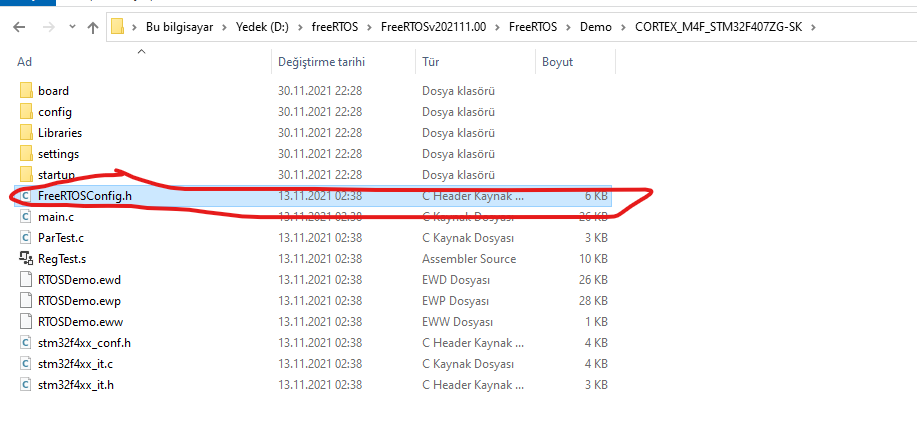 Bu bilgisayar > Yedek (D:) > freeRTOS > FreeRTOSv202111.00 > FreeRTOS > Demo > CORTEX_M4F_STM32F407ZG-SK >
Ad Değiştirme tarihi Tür Boyut
board 30.11.2021 22:28 Dosya klasörü
config 30.11.2021 22:28 Dosya klasörü
Libraries 30.11.2021 22:28 Dosya klasörü
settings 30.11.2021 22:28 Dosya klasörü
startup 30.11.2021 22:28 Dosya klasörü
FreeRTOSConfig.h 13.11.2021 02:38 C Header Kaynak ... 6 KB
main.c 13.11.2021 02:38 C Kaynak Dosyası 26 KB
ParTest.c 13.11.2021 02:38 C Kaynak Dosyası 3 KB
RegTest.s 13.11.2021 02:38 Assembler Source 10 KB
RTOSDemo.ewd 13.11.2021 02:38 EWD Dosyası 26 KB
RTOSDemo.ewp 13.11.2021 02:38 EWP Dosyası 28 KB
RTOSDemo.eww 13.11.2021 02:38 EWW Dosyası 1 KB
stm32f4xx_conf.h 13.11.2021 02:38 C Header Kaynak ... 4 KB
stm32f4xx_it.c 13.11.2021 02:38 C Kaynak Dosyası 4 KB
stm32f4xx_it.h 13.11.2021 02:38 C Header Kaynak ... 3 KB